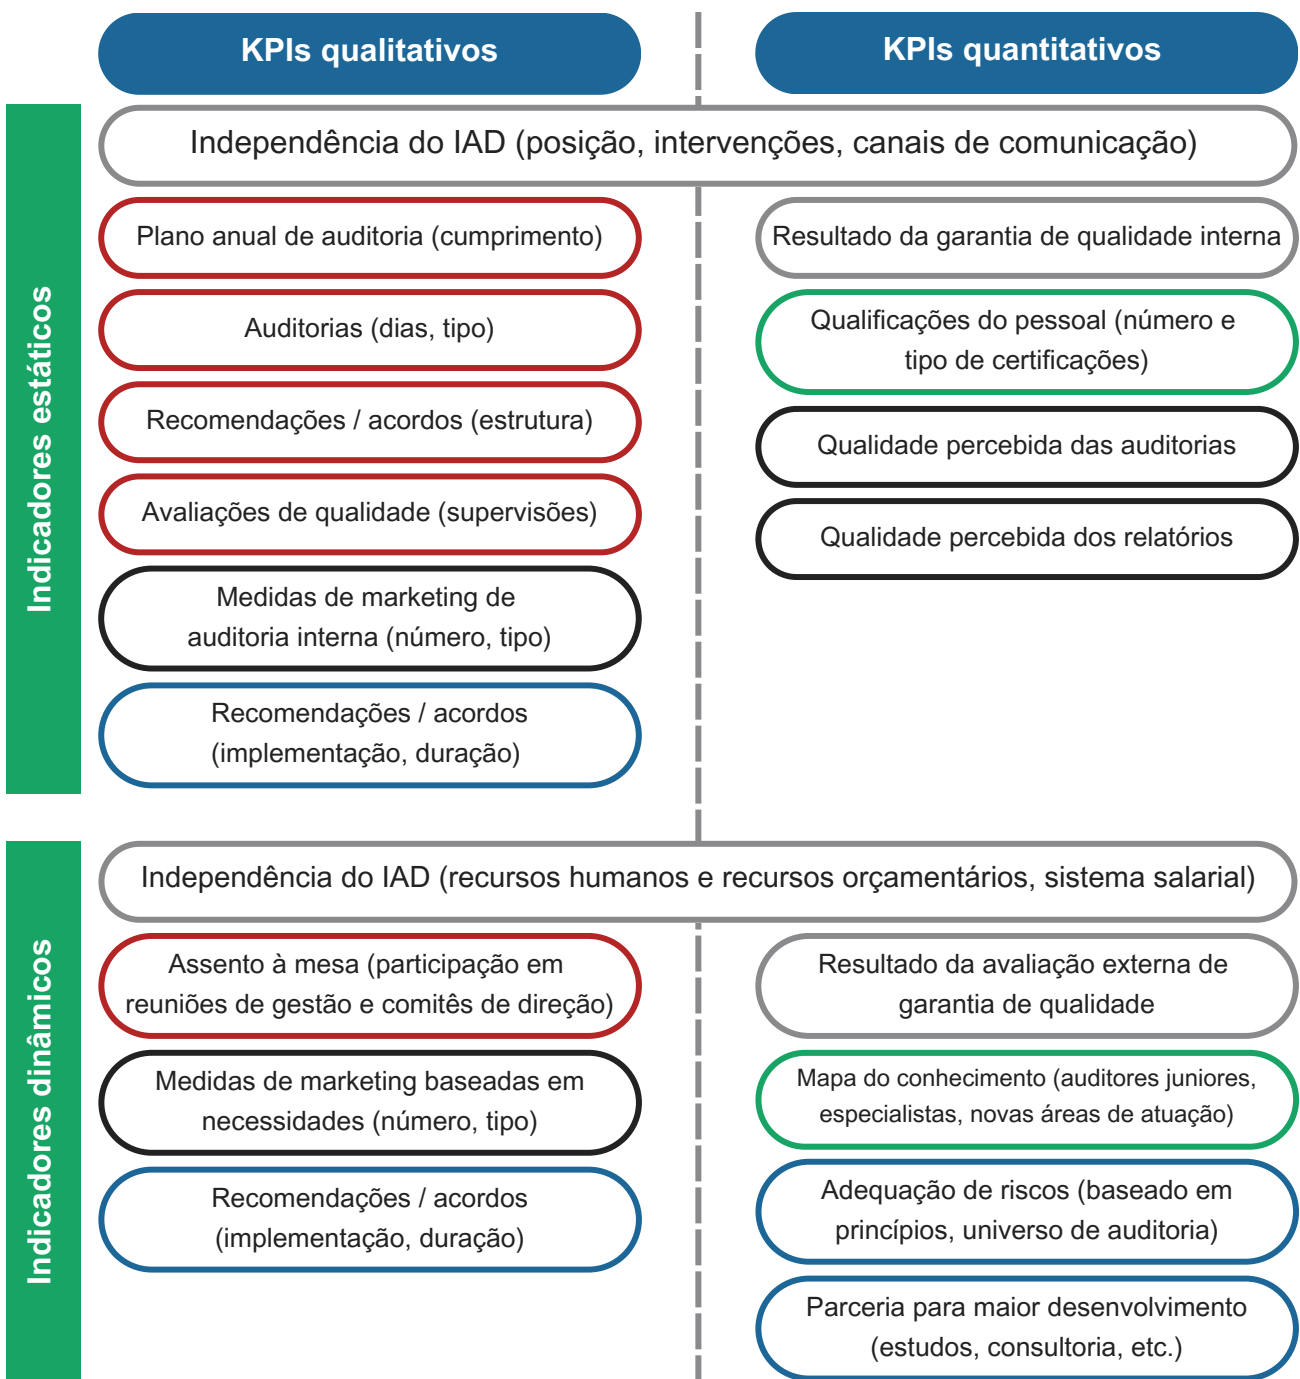 KPIs qualitativos
KPIs quantitativos
Indicadores estáticos
Independência do IAD (posição, intervenções, canais de comunicação)
Plano anual de auditoria (cumprimento)
Auditorias (dias, tipo)
Recomendações / acordos (estrutura)
Avaliações de qualidade (supervisões)
Medidas de marketing de
auditoria interna (número, tipo)
Recomendações / acordos
(implementação, duração)
Resultado da garantia de qualidade interna
Qualificações do pessoal (número e
tipo de certificações)
Qualidade percebida das auditorias
Qualidade percebida dos relatórios
Indicadores dinâmicos
Independência do IAD (recursos humanos e recursos orçamentários, sistema salarial)
Assento à mesa (participação em
reuniões de gestão e comitês de direção)
Medidas de marketing baseadas em
necessidades (número, tipo)
Recomendações / acordos
(implementação, duração)
Resultado da avaliação externa de
garantia de qualidade
Mapa do conhecimento (auditores juniores,
especialistas, novas áreas de atuação)
Adequação de riscos (baseado em
princípios, universo de auditoria)
Parceria para maior desenvolvimento
(estudos, consultoria, etc.)